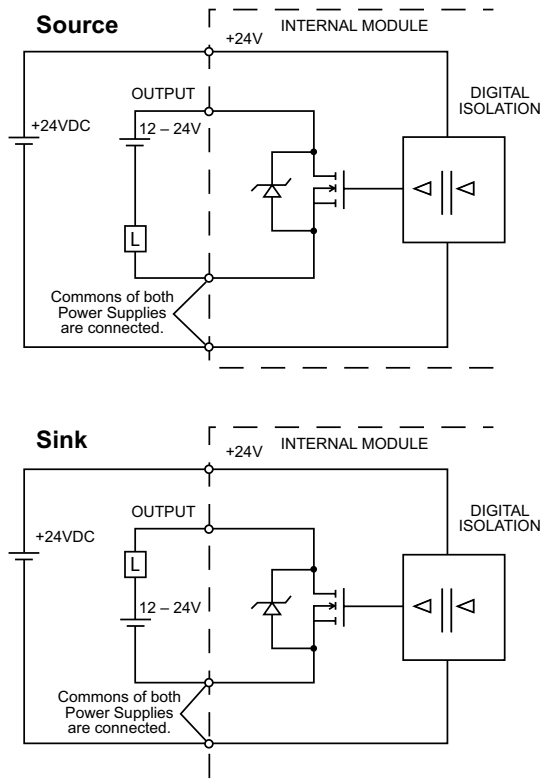 Source
INTERNAL MODULE
+24V
OUTPUT
DIGITAL
ISOLATION
+24VDC
12 – 24V
L
Commons of both
Power Supplies
are connected.
Sink
INTERNAL MODULE
+24V
OUTPUT
DIGITAL
ISOLATION
+24VDC
L
12 – 24V
Commons of both
Power Supplies
are connected.